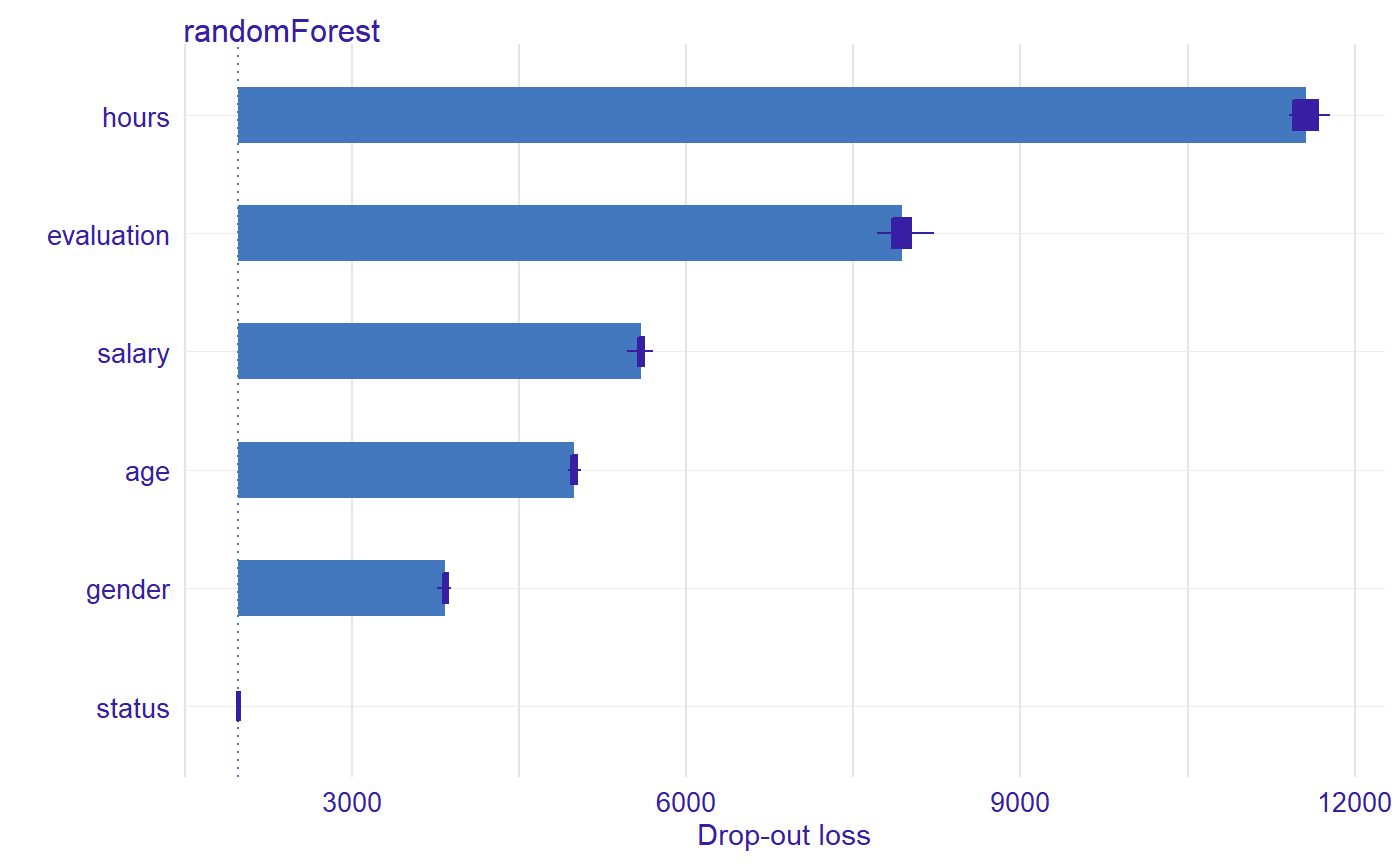 randomForest
hours
evaluation
salary
age
gender
status
3000 6000 9000 12000
Drop-out loss